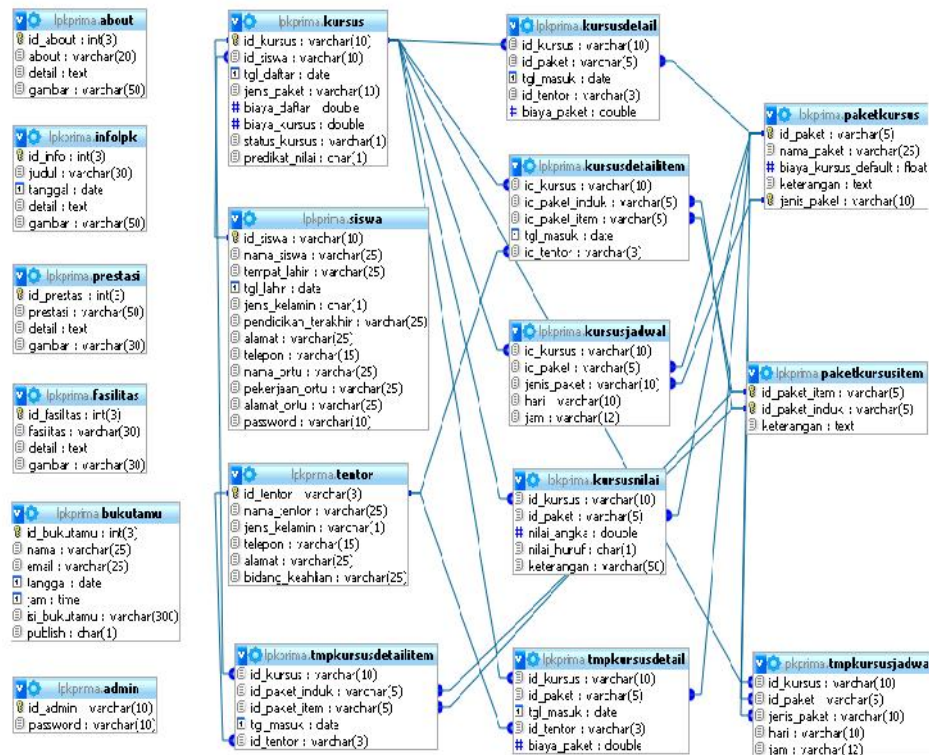 lpkprima.about
id_about : int(3)
about : varchar(20)
detail : text
gambar : varchar(50)
lpkprima.infolpk
id_info : int(3)
judul : varchar(30)
tanggal : date
detail : text
gambar : varchar(50)
lpkprima.prestasi
id_prestas : int(3)
prestasi : varchar(50)
detail : text
gambar : varchar(30)
lpkprima.fasilitas
id_fasiltas : int(3)
fasiltas : varchar(30)
detail : text
gambar : varchar(30)
lpkprima.bukutamu
id_bukutamu : int(3)
nama : varchar(25)
email : varchar(25)
tangga : date
jam : time
isi_bukutamu : varchar(300)
publish : char(1)
lpkprima.admin
id_admin : varchar(10)
password : varchar(10)
lpkprima.kursus
id_kursus : varchar(10)
id_siswa : varchar(10)
tgl_daftar : date
jens_paket : varchar(10)
biaya_daftar : double
biaya_kursus : double
status_kursus : varchar(1)
predikat_nilai : char(1)
lpkprima.siswa
id_siswa : varchar(10)
nama_siswa : varchar(25)
tempat_lahir : varchar(25)
tgl_lahr : date
jens_kelamin : char(1)
pendidikan_terakhir : varchar(25)
alamat : varchar(25)
telepon : varchar(15)
nama_ortu : varchar(25)
pekerjaan_ortu : varchar(25)
alamat_ortu : varchar(25)
password : varchar(10)
lpkprima.tentor
id_tentor : varchar(3)
nama_tentor : varchar(25)
jens_kelamin : varchar(1)
telepon : varchar(15)
alamat : varchar(25)
bidang_keahlian : varchar(25)
lpkprima.tmpkursusdetailitem
id_kursus : varchar(10)
id_paket_induk : varchar(5)
id_paket_item : varchar(5)
tg_masuk : date
id_tentor : varchar(3)
lpkprima.kursusdetail
id_kursus : varchar(10)
id_paket : varchar(5)
tgl_masuk : date
id_tentor : varchar(3)
biaya_paket : double
lpkprima.kursusdetailitem
id_kursus : varchar(10)
id_paket_induk : varchar(5)
id_paket_item : varchar(5)
tgl_masuk : date
id_tentor : varchar(3)
lpkprima.kursusjadwal
id_kursus : varchar(10)
id_paket : varchar(5)
jenis_paket : varchar(10)
hari : varchar(10)
jam : varchar(12)
lpkprima.kursusnilai
id_kursus : varchar(10)
id_paket : varchar(5)
nilai_angka : double
nilai_huruf : char(1)
keterangan : varchar(50)
lpkprima.tmpkursusdetail
id_kursus : varchar(10)
id_paket : varchar(5)
tgl_masuk : date
id_tentor : varchar(3)
biaya_paket : double
lpkprima.paketkursus
id_paket : varchar(5)
nama_paket : varchar(25)
biaya_kursus_default : float
keterangan : text
jenis_paket : varchar(10)
lpkprima.paketkursusitem
id_paket_item : varchar(5)
id_paket_induk : varchar(5)
keterangan : text
pkprima.tmpkursusjadwa
id_kursus : varchar(10)
id_paket : varchar(5)
jeris_paket : varchar(10)
hari : varchar(10)
jam : varchar(12)